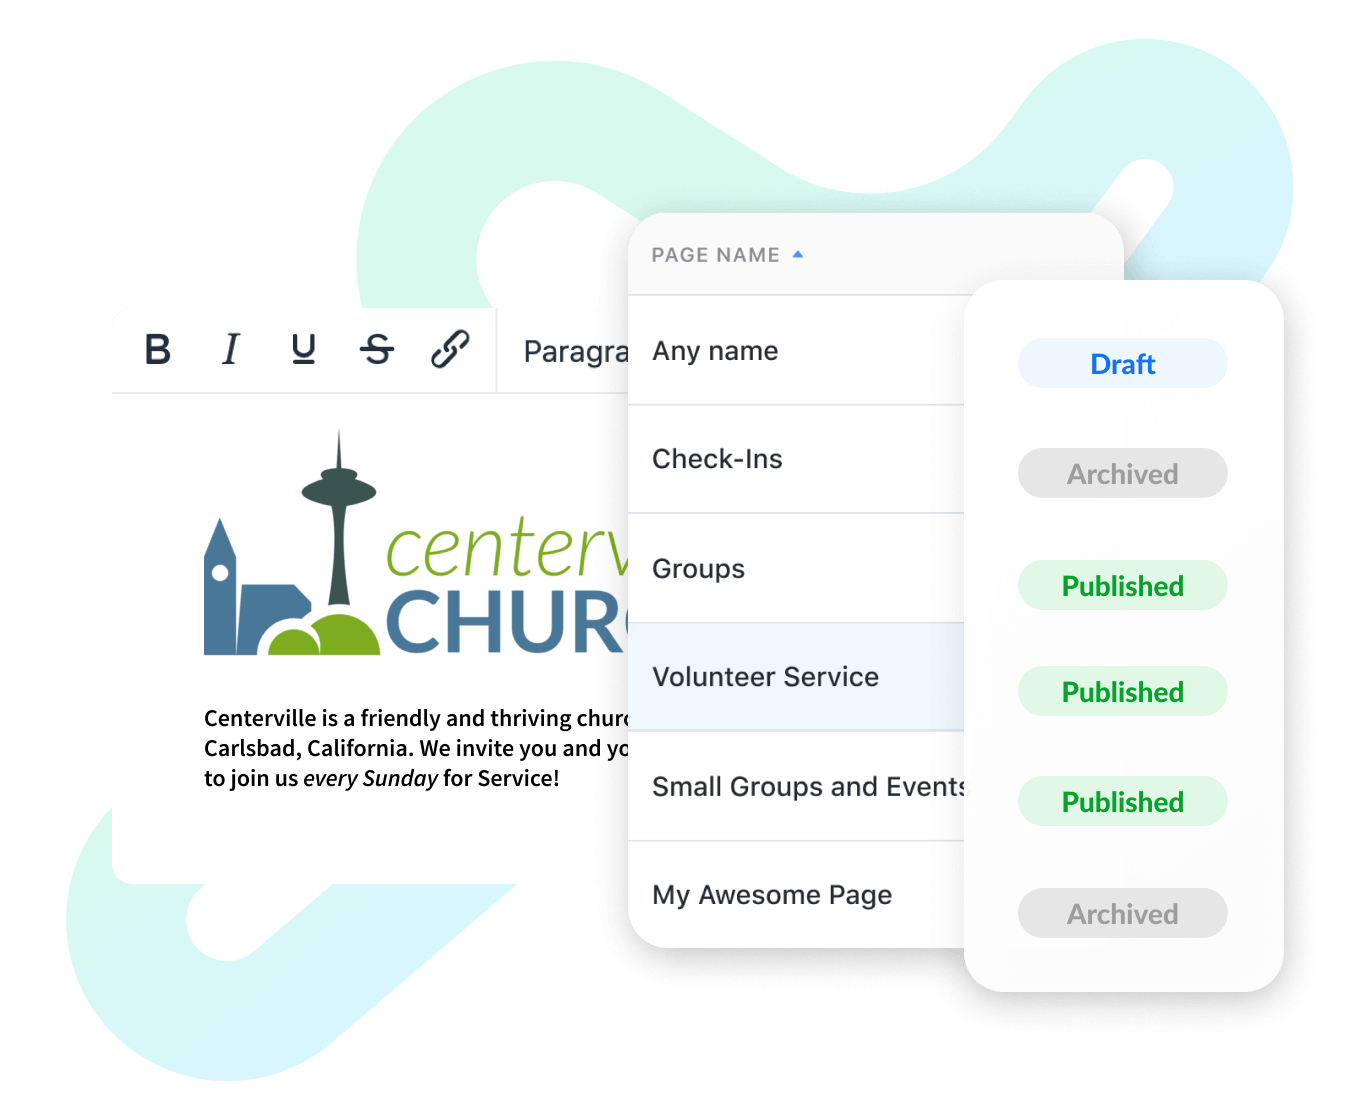 B I U S Paragra
centerv
CHUR
Centerville is a friendly and thriving churc
Carlsbad, California. We invite you and yo
to join us every Sunday for Service!
PAGE NAME
Any name
Check-Ins
Groups
Volunteer Service
Small Groups and Events
My Awesome Page
Draft
Archived
Published
Published
Published
Archived